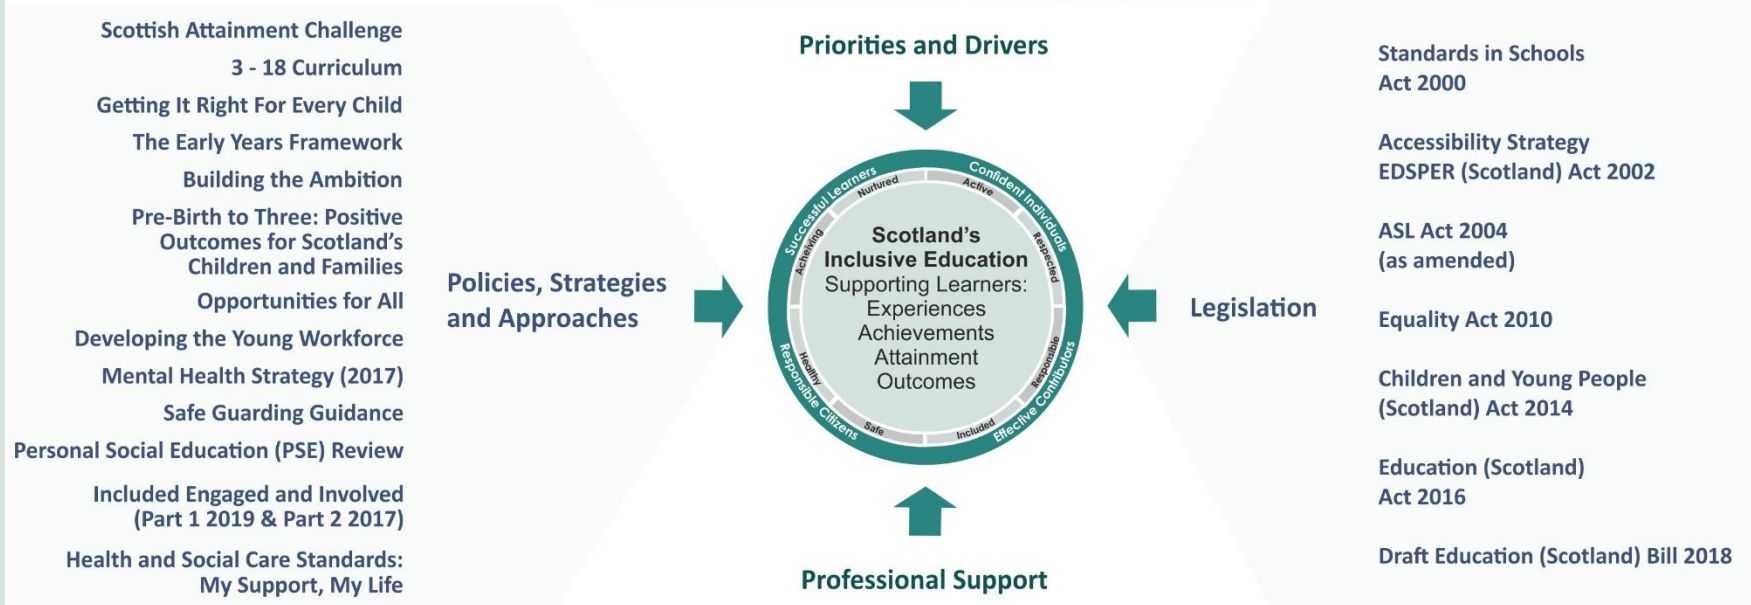 Scottish Attainment Challenge
3 - 18 Curriculum
Getting It Right For Every Child
The Early Years Framework
Building the Ambition
Pre-Birth to Three: Positive
Outcomes for Scotland's
Children and Families
Opportunities for All
Developing the Young Workforce
Mental Health Strategy (2017)
Safe Guarding Guidance
Personal Social Education (PSE) Review
Included Engaged and Involved
(Part 1 2019 & Part 2 2017)
Health and Social Care Standards:
My Support, My Life
Policies, Strategies
and Approaches
Priorities and Drivers
Successful Learners
Confident Individuals
Effective Contributors
Responsible Citizens
Nurtured
Active
Respected
Responsible
Included
Safe
Healthy
Acheiving
Scotland's
Inclusive Education
Supporting Learners:
Experiences
Achievements
Attainment
Outcomes
Professional Support
Legislation
Standards in Schools
Act 2000
Accessibility Strategy
EDSPER (Scotland) Act 2002
ASL Act 2004
(as amended)
Equality Act 2010
Children and Young People
(Scotland) Act 2014
Education (Scotland)
Act 2016
Draft Education (Scotland) Bill 2018